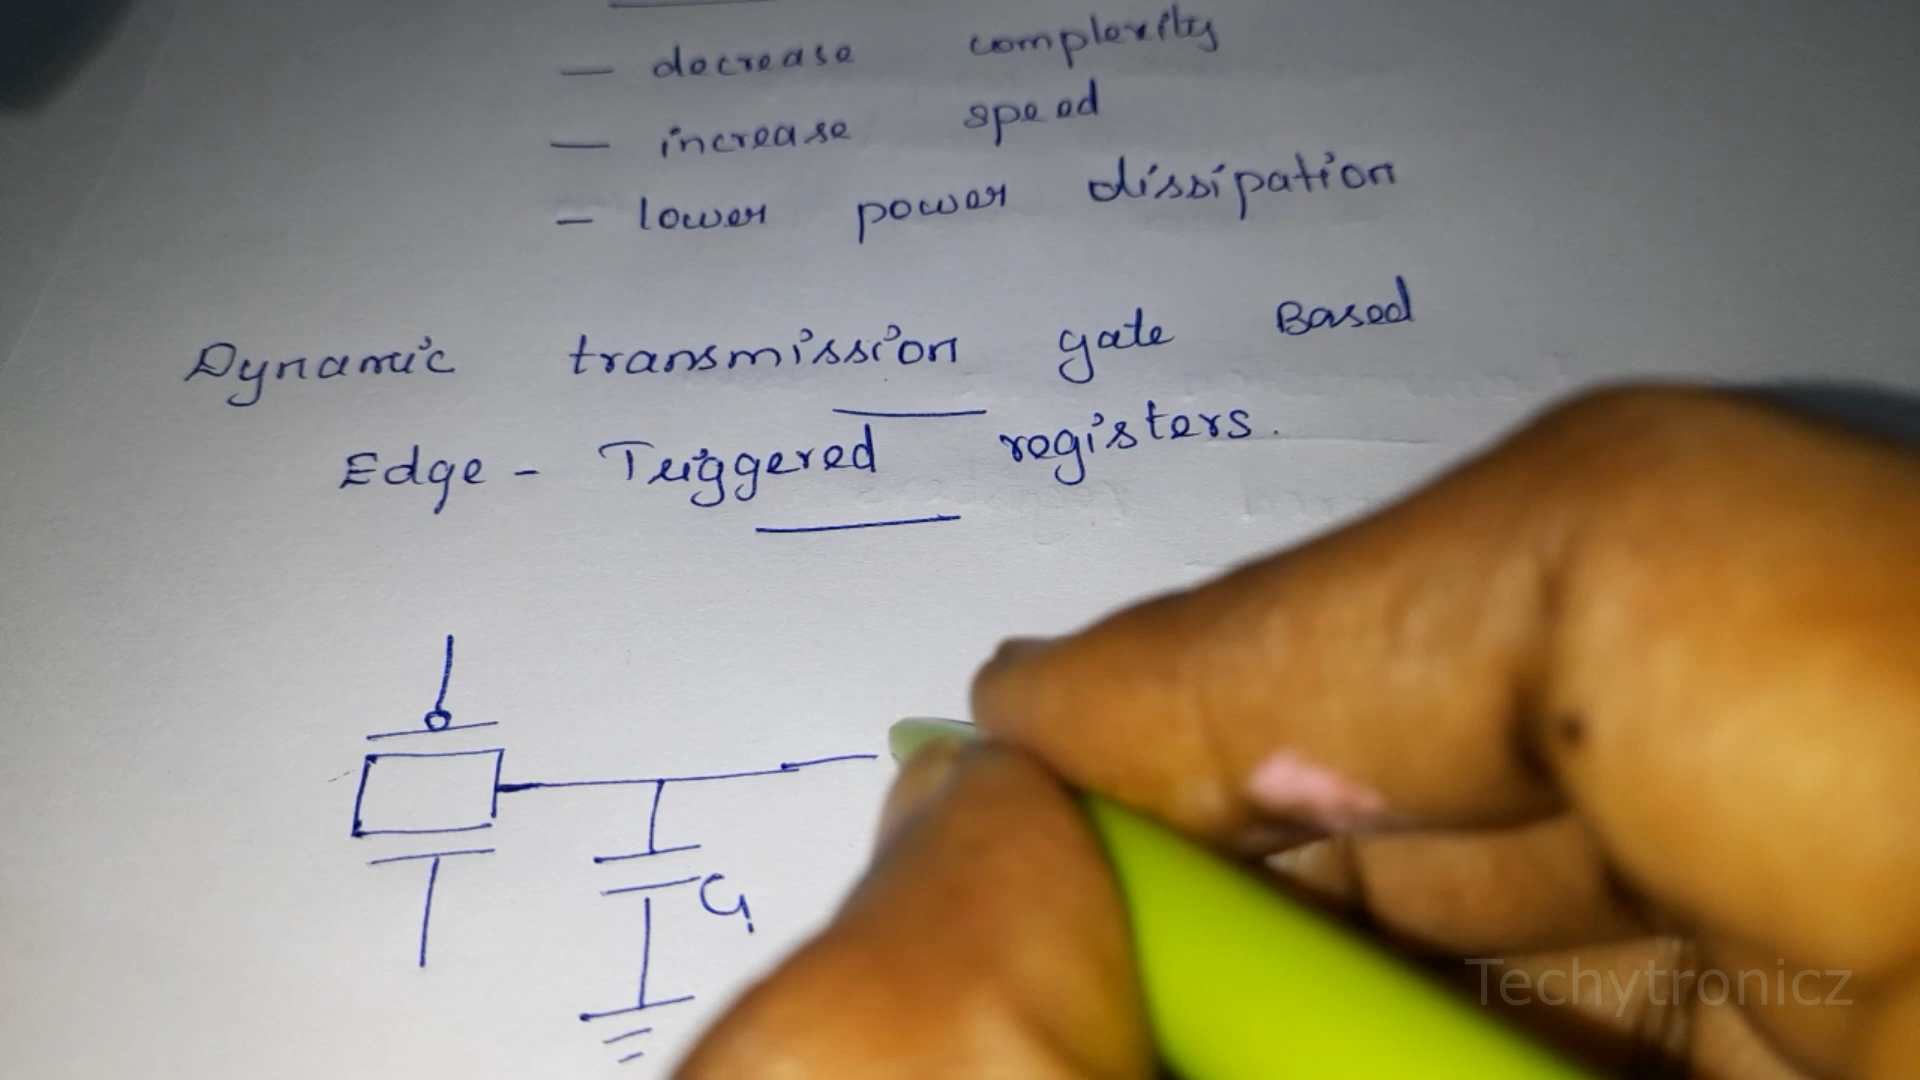 — decrease complexity
— increase speed
— lower power dissipation
Dynamic transmission gate Based
Edge - Triggered registers.
C1
Techytronicz